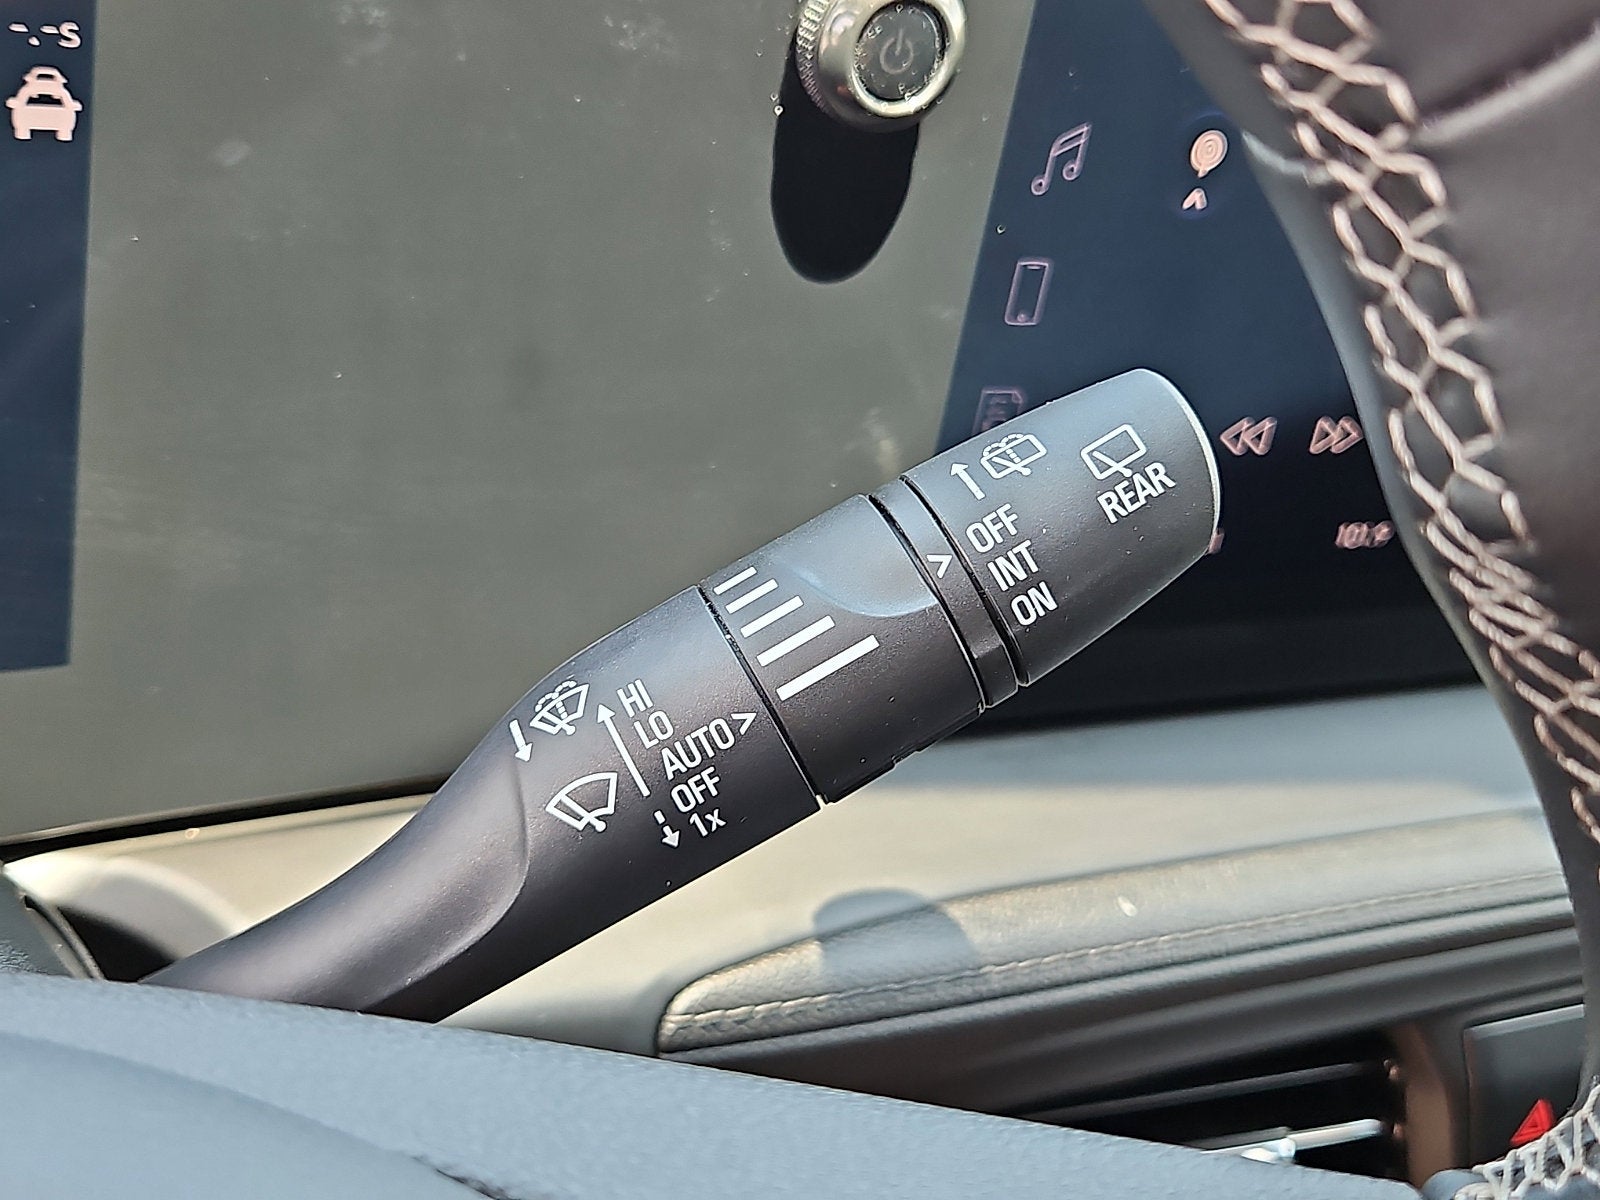 -.-s
REAR
OFF
INT
ON
HI
LO
AUTO
OFF
1x